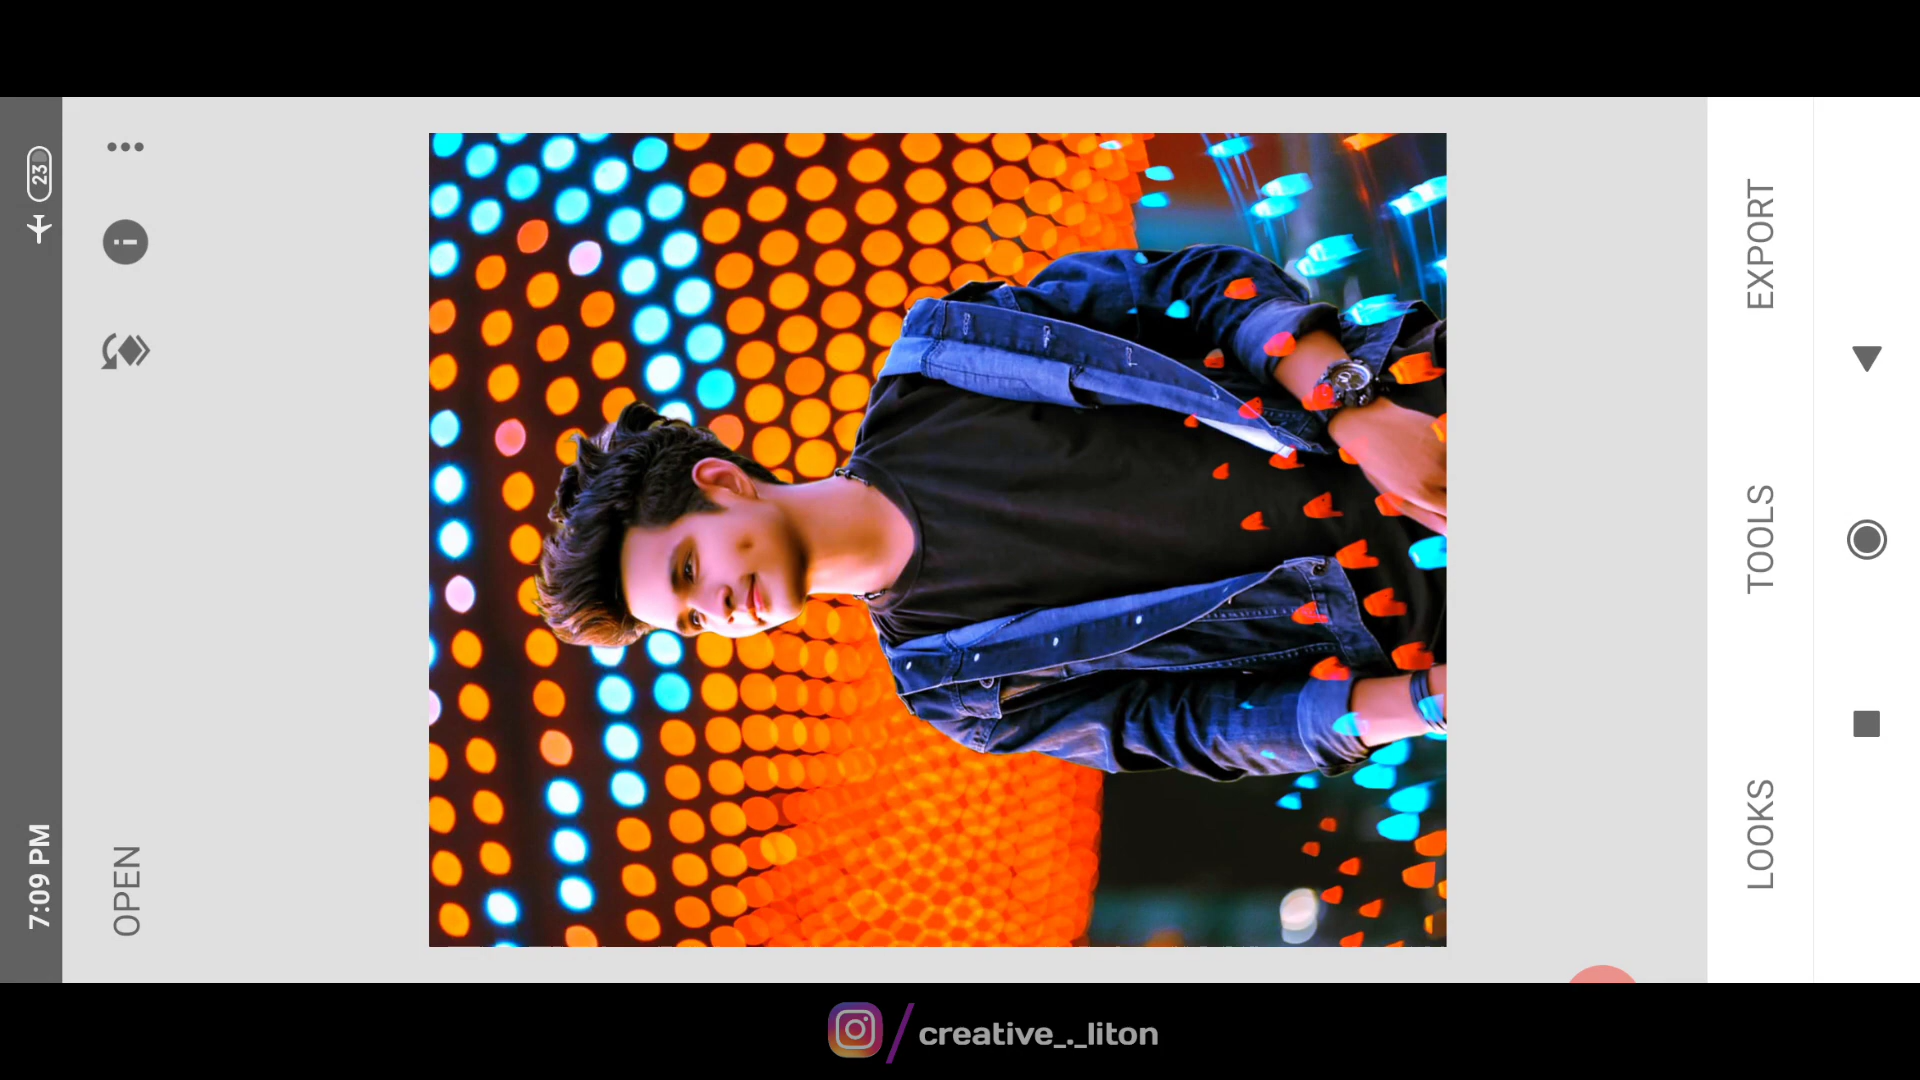 7:09 PM
23
OPEN
LOOKS
TOOLS
EXPORT
creative_._liton